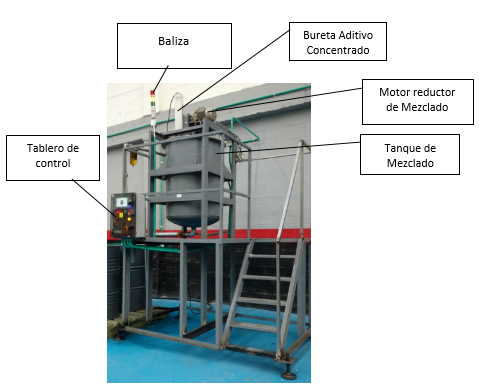 Baliza
Bureta Aditivo
Concentrado
Motor reductor
de Mezclado
Tanque de
Mezclado
Tablero de
control